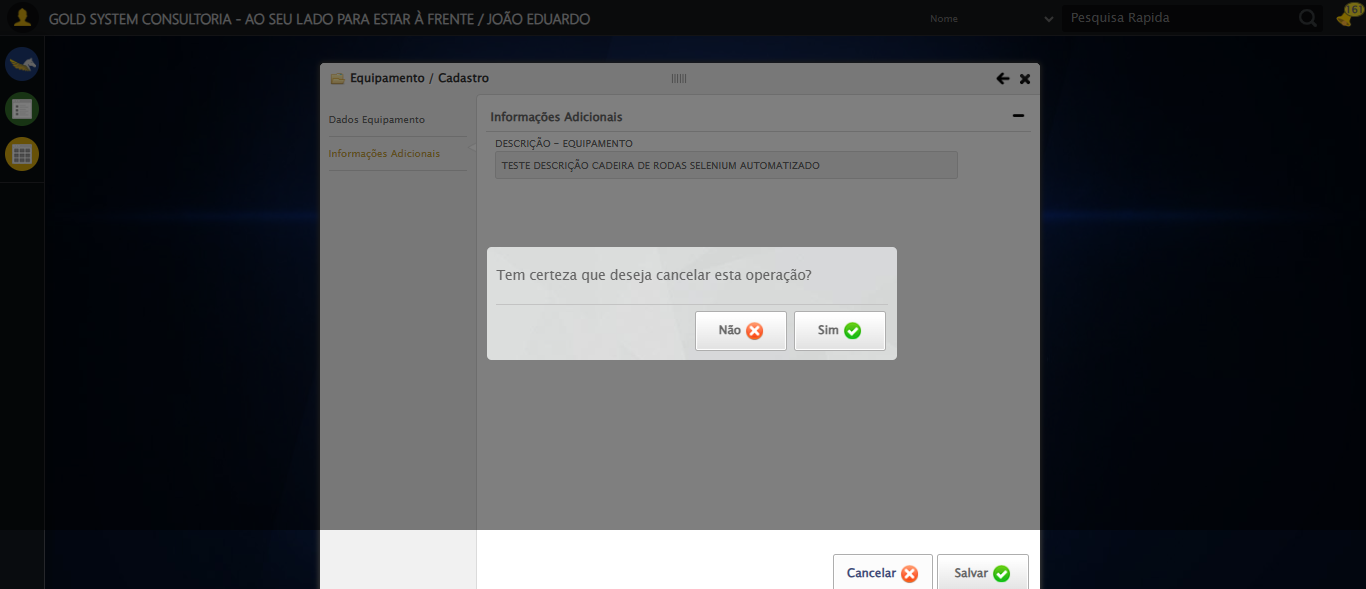 GOLD SYSTEM CONSULTORIA - AO SEU LADO PARA ESTAR À FRENTE / JOÃO EDUARDO
Nome
Pesquisa Rapida
161
Equipamento / Cadastro
Dados Equipamento
Informações Adicionais
Informações Adicionais
DESCRIÇÃO - EQUIPAMENTO
TESTE DESCRIÇÃO CADEIRA DE RODAS SELENIUM AUTOMATIZADO
Tem certeza que deseja cancelar esta operação?
Não
Sim
Cancelar
Salvar